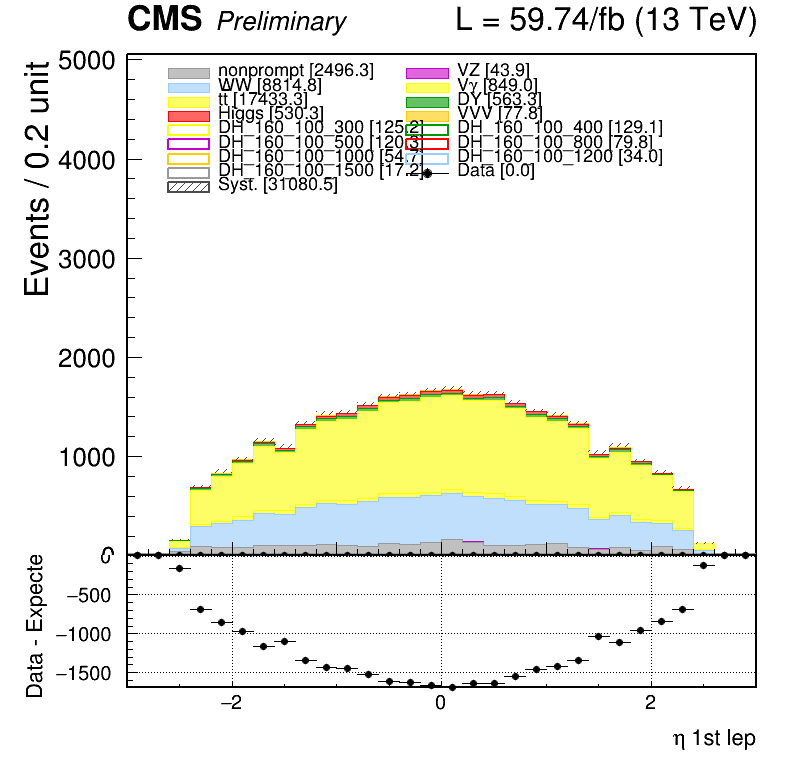 CMS Preliminary L = 59.74/fb (13 TeV)
Events / 0.2 unit
5000
4000
3000
2000
1000
0
nonprompt [2496.3] VZ [43.9]
WW [8814.8] Vγ [849.0]
tt [17433.3] DY [563.3]
Higgs [530.3] VVV [77.8]
DH_160_100_300 [125.2] DH_160_100_400 [129.1]
DH_160_100_500 [120.3] DH_160_100_800 [79.8]
DH_160_100_1000 [54.7] DH_160_100_1200 [34.0]
DH_160_100_1500 [17.2] Data [0.0]
Syst. [31080.5]
Data - Expecte
−500
−1000
−1500
−2 0 2
η 1st lep